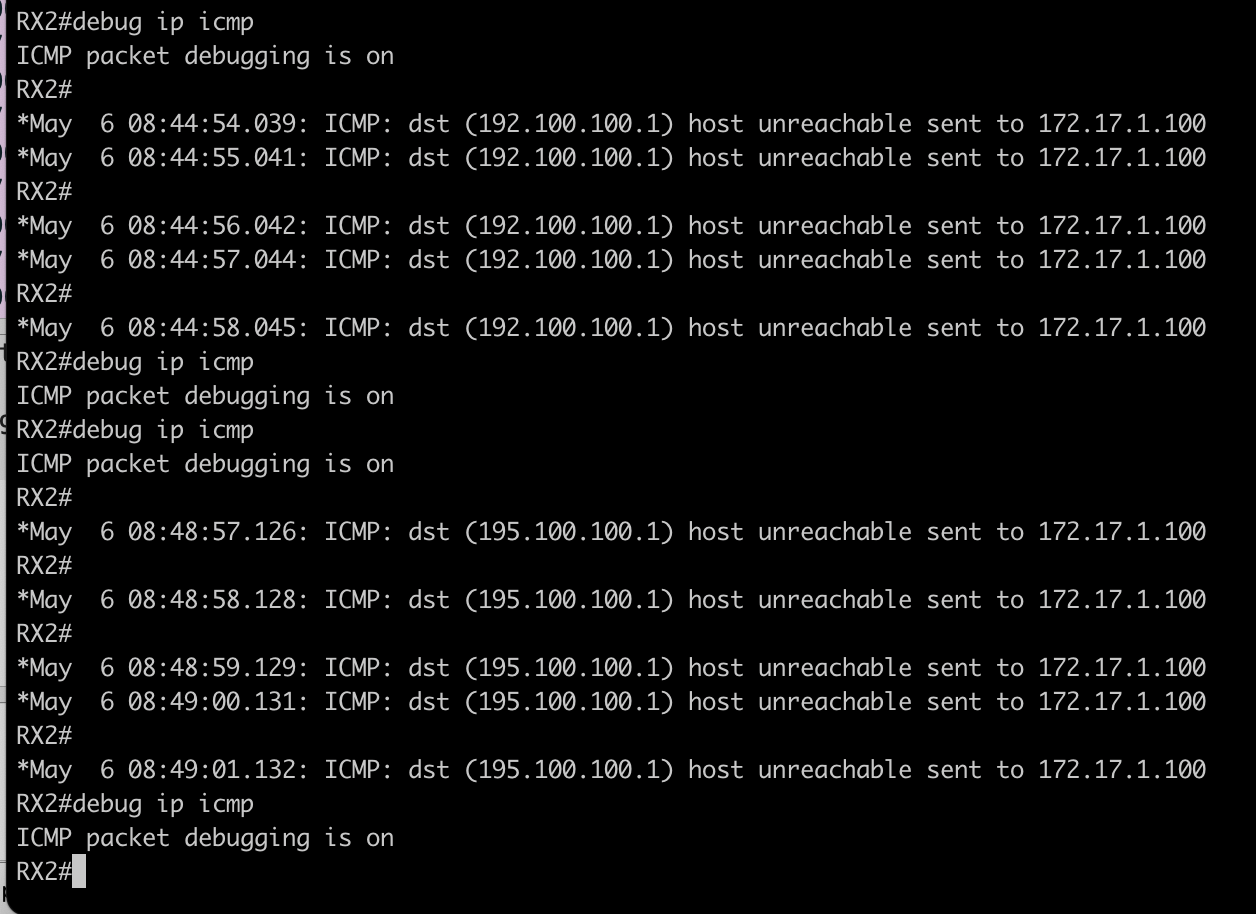 RX2#debug ip icmp
ICMP packet debugging is on
RX2#
*May  6 08:44:54.039: ICMP: dst (192.100.100.1) host unreachable sent to 172.17.1.100
*May  6 08:44:55.041: ICMP: dst (192.100.100.1) host unreachable sent to 172.17.1.100
RX2#
*May  6 08:44:56.042: ICMP: dst (192.100.100.1) host unreachable sent to 172.17.1.100
*May  6 08:44:57.044: ICMP: dst (192.100.100.1) host unreachable sent to 172.17.1.100
RX2#
*May  6 08:44:58.045: ICMP: dst (192.100.100.1) host unreachable sent to 172.17.1.100
RX2#debug ip icmp
ICMP packet debugging is on
RX2#debug ip icmp
ICMP packet debugging is on
RX2#
*May  6 08:48:57.126: ICMP: dst (195.100.100.1) host unreachable sent to 172.17.1.100
RX2#
*May  6 08:48:58.128: ICMP: dst (195.100.100.1) host unreachable sent to 172.17.1.100
RX2#
*May  6 08:48:59.129: ICMP: dst (195.100.100.1) host unreachable sent to 172.17.1.100
*May  6 08:49:00.131: ICMP: dst (195.100.100.1) host unreachable sent to 172.17.1.100
RX2#
*May  6 08:49:01.132: ICMP: dst (195.100.100.1) host unreachable sent to 172.17.1.100
RX2#debug ip icmp
ICMP packet debugging is on
RX2#